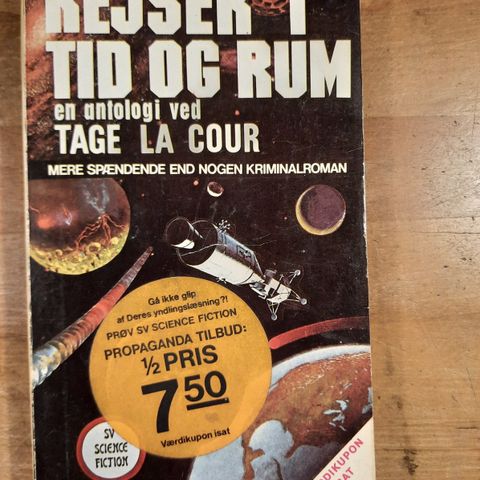 REJSER I
TID OG RUM
en antologi ved
TAGE LA COUR
MERE SPÆNDENDE END NOGEN KRIMINALROMAN
Gå ikke glip
af Deres yndlingslæsning?!
PRØV SV SCIENCE FICTION
PROPAGANDA TILBUD:
½ PRIS
7 50
Værdikupon isat
SV
SCIENCE
FICTION